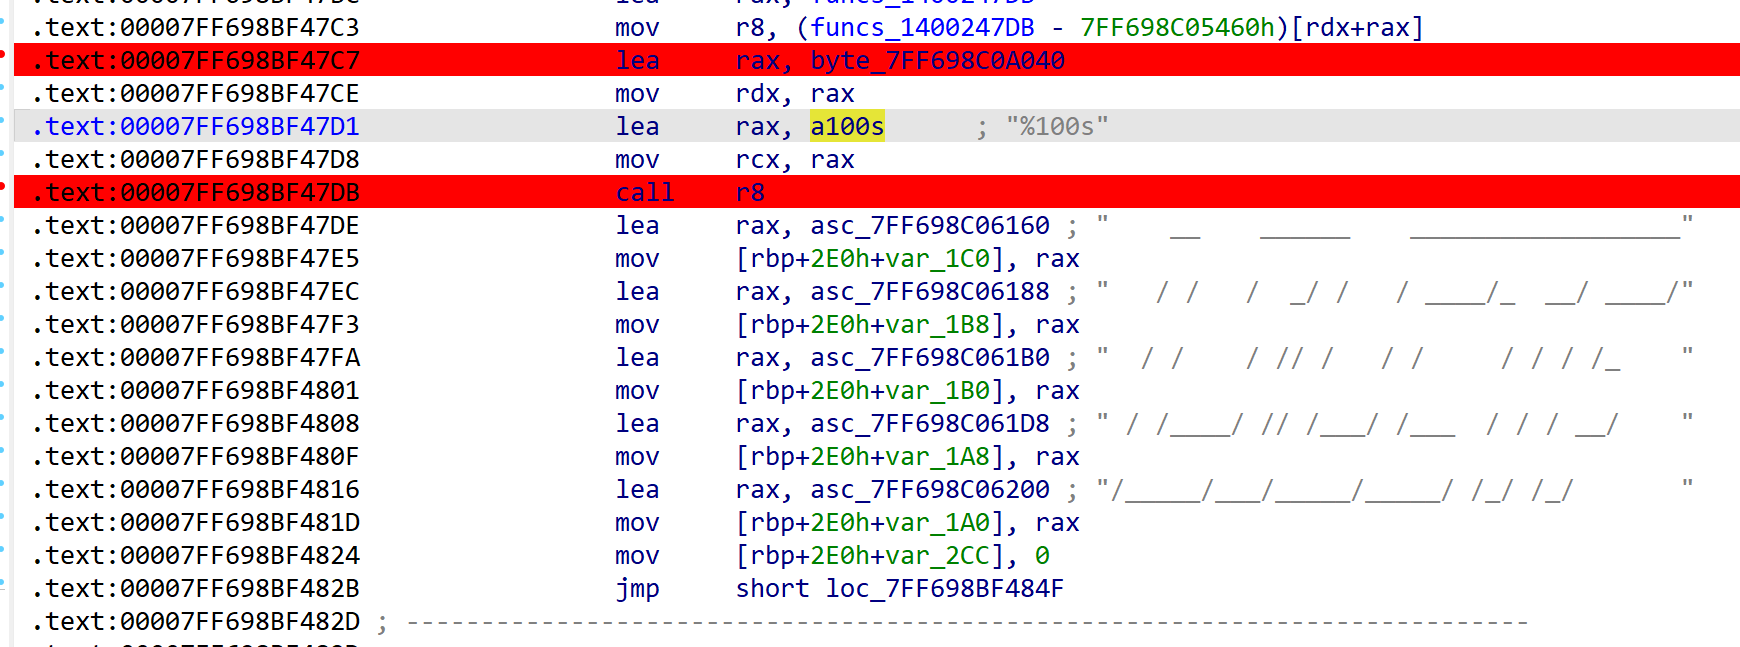 .text:00007FF698BF47C3 mov r8, (funcs_1400247DB - 7FF698C05460h)[rdx+rax]
.text:00007FF698BF47C7 lea rax, byte_7FF698C0A040
.text:00007FF698BF47CE mov rdx, rax
.text:00007FF698BF47D1 lea rax, a100s ; "%100s"
.text:00007FF698BF47D8 mov rcx, rax
.text:00007FF698BF47DB call r8
.text:00007FF698BF47DE lea rax, asc_7FF698C06160 ; "    __    ______    __________________"
.text:00007FF698BF47E5 mov [rbp+2E0h+var_1C0], rax
.text:00007FF698BF47EC lea rax, asc_7FF698C06188 ; "   / /   /  _/ /   / ____/_  __/ ____/"
.text:00007FF698BF47F3 mov [rbp+2E0h+var_1B8], rax
.text:00007FF698BF47FA lea rax, asc_7FF698C061B0 ; "  / /    / // /   / /     / / / /_    "
.text:00007FF698BF4801 mov [rbp+2E0h+var_1B0], rax
.text:00007FF698BF4808 lea rax, asc_7FF698C061D8 ; " / /____/ // /___/ /___  / / / __/    "
.text:00007FF698BF480F mov [rbp+2E0h+var_1A8], rax
.text:00007FF698BF4816 lea rax, asc_7FF698C06200 ; "/_____/___/_____/_____/ /_/ /_/       "
.text:00007FF698BF481D mov [rbp+2E0h+var_1A0], rax
.text:00007FF698BF4824 mov [rbp+2E0h+var_2CC], 0
.text:00007FF698BF482B jmp short loc_7FF698BF484F
.text:00007FF698BF482D ; ---------------------------------------------------------------------------